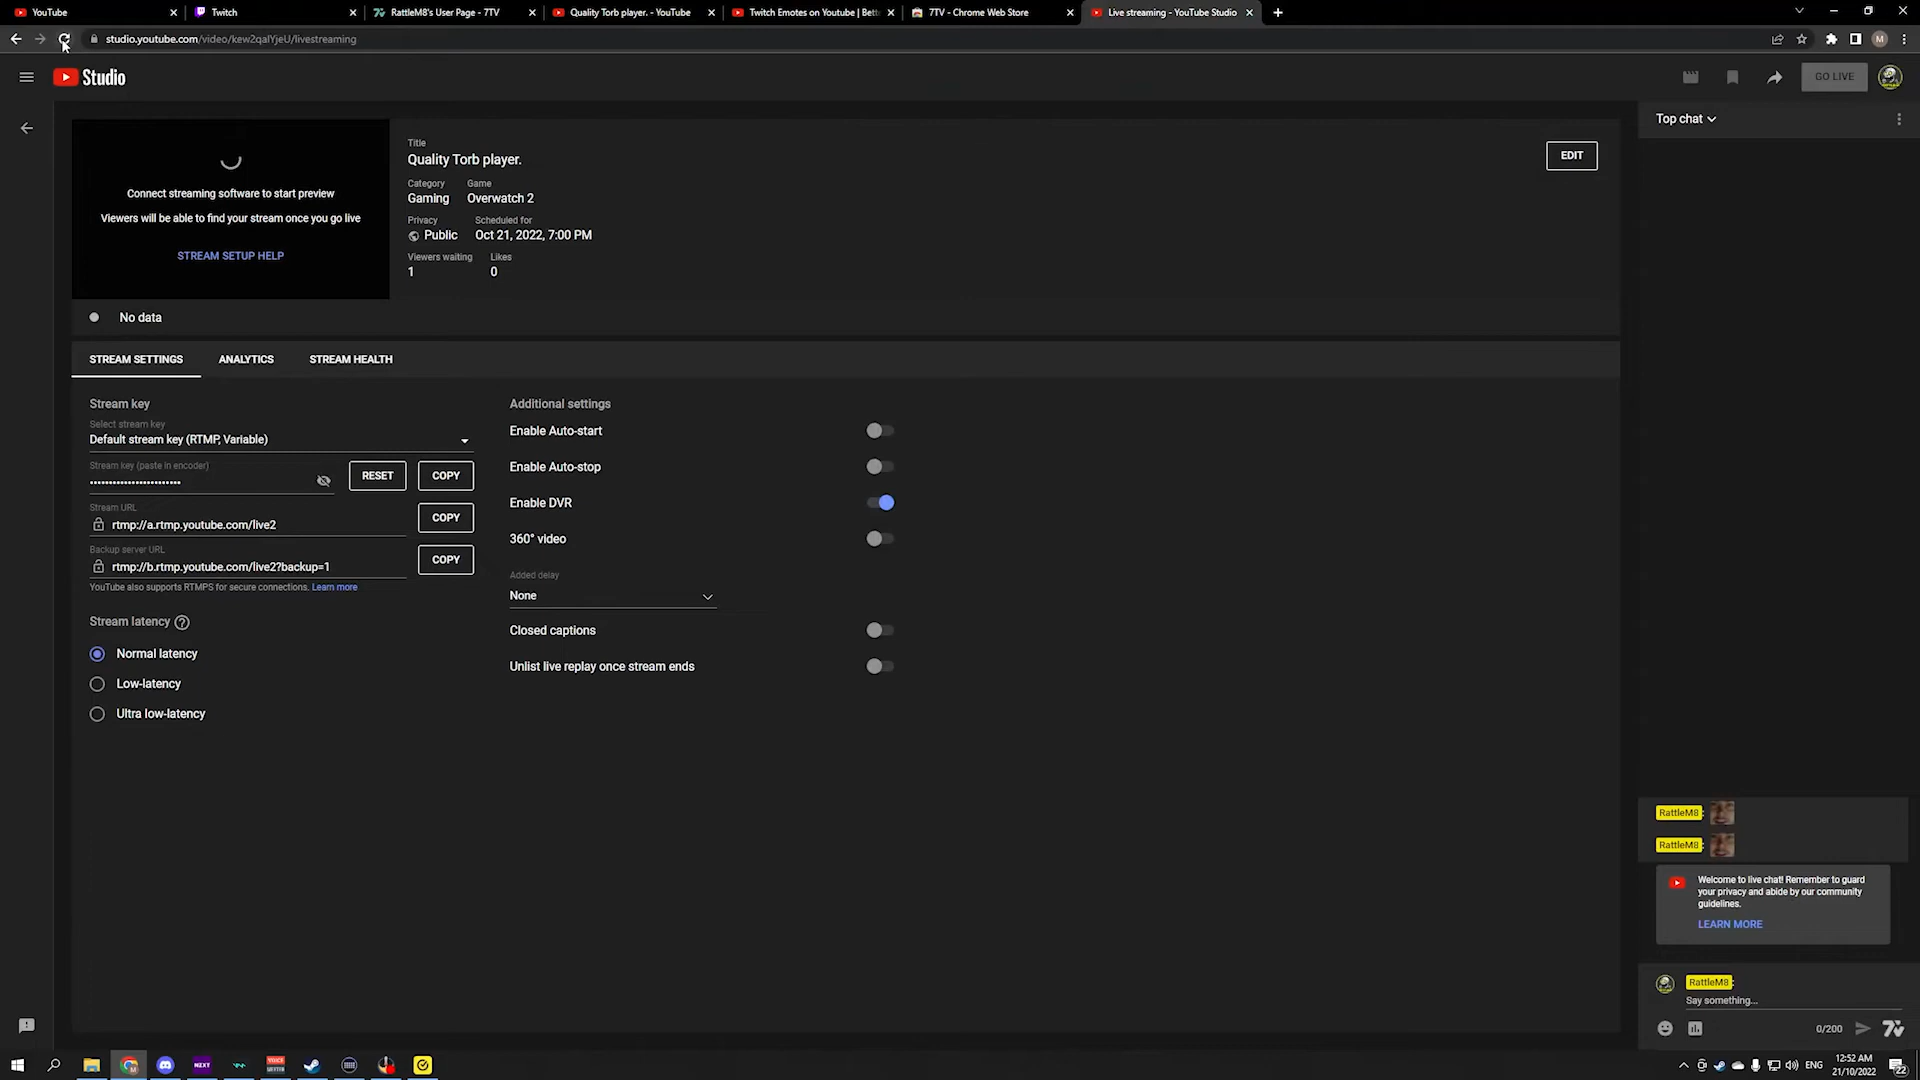 YouTube
Twitch
RattleM8's User Page - 7TV
Quality Torb player. - YouTube
Twitch Emotes on Youtube | Bett
7TV - Chrome Web Store
Live streaming - YouTube Studio
studio.youtube.com/video/kew2qaIYjeU/livestreaming
M
Studio
GO LIVE
Connect streaming software to start preview
Viewers will be able to find your stream once you go live
STREAM SETUP HELP
Title
Quality Torb player.
Category Game
Gaming Overwatch 2
Privacy Scheduled for
Public Oct 21, 2022, 7:00 PM
Viewers waiting Likes
1 0
EDIT
Top chat
No data
STREAM SETTINGS ANALYTICS STREAM HEALTH
Stream key
Select stream key
Default stream key (RTMP, Variable)
Stream key (paste in encoder)
••••••••••••••••••••••••
RESET COPY
Stream URL
rtmp://a.rtmp.youtube.com/live2
COPY
Backup server URL
rtmp://b.rtmp.youtube.com/live2?backup=1
COPY
YouTube also supports RTMPS for secure connections. Learn more
Stream latency
Normal latency
Low-latency
Ultra low-latency
Additional settings
Enable Auto-start
Enable Auto-stop
Enable DVR
360° video
Added delay
None
Closed captions
Unlist live replay once stream ends
RattleM8:
RattleM8:
Welcome to live chat! Remember to guard
your privacy and abide by our community
guidelines.
LEARN MORE
RattleM8:
Say something...
0/200
NEXT
VOICE
ENG
12:52 AM
21/10/2022
22